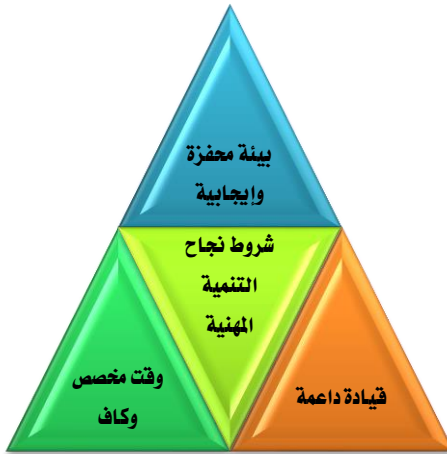 بيئة محفزة
وإيجابية
شروط نجاح
التنمية
المهنية
قيادة داعمة
وقت مخصص
وكاف